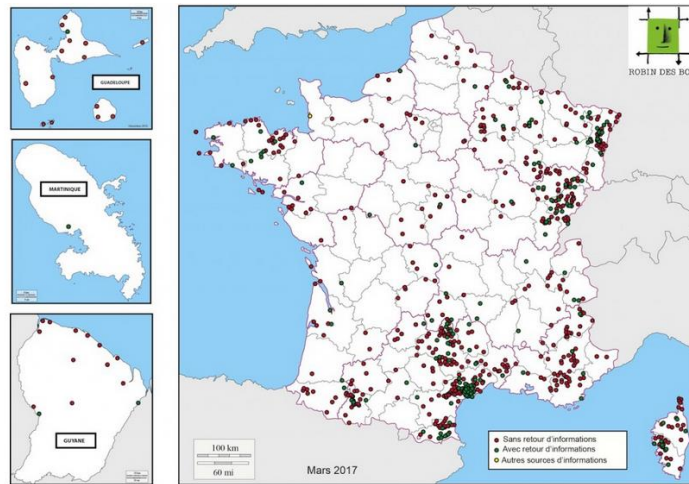 GUADELOUPE
MARTINIQUE
GUYANE
ROBIN DES BO
100 km
60 mi
Mars 2017
Sans retour d'informations
Avec retour d'informations
Autres sources d'informations